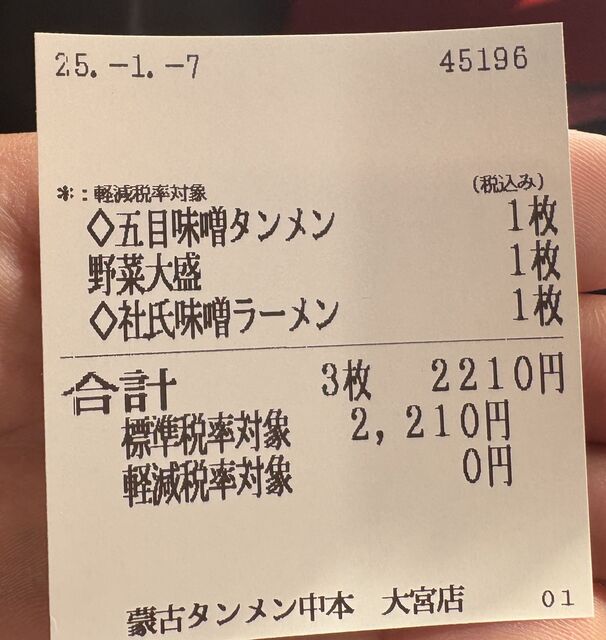 25.-1.-7 45196
＊：軽減税率対象 (税込み)
◇五目味噌タンメン 1枚
野菜大盛 1枚
◇杜氏味噌ラーメン 1枚
合計 3枚 2210円
標準税率対象 2,210円
軽減税率対象 0円
蒙古タンメン中本 大宮店 01